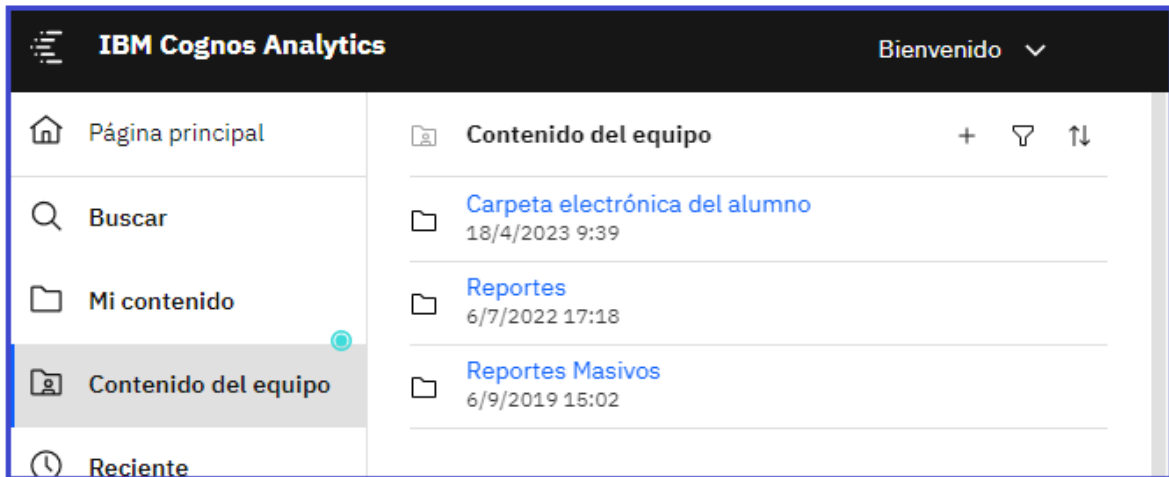 IBM Cognos Analytics
Bienvenido
Página principal
Buscar
Mi contenido
Contenido del equipo
Reciente
Contenido del equipo
Carpeta electrónica del alumno
18/4/2023 9:39
Reportes
6/7/2022 17:18
Reportes Masivos
6/9/2019 15:02